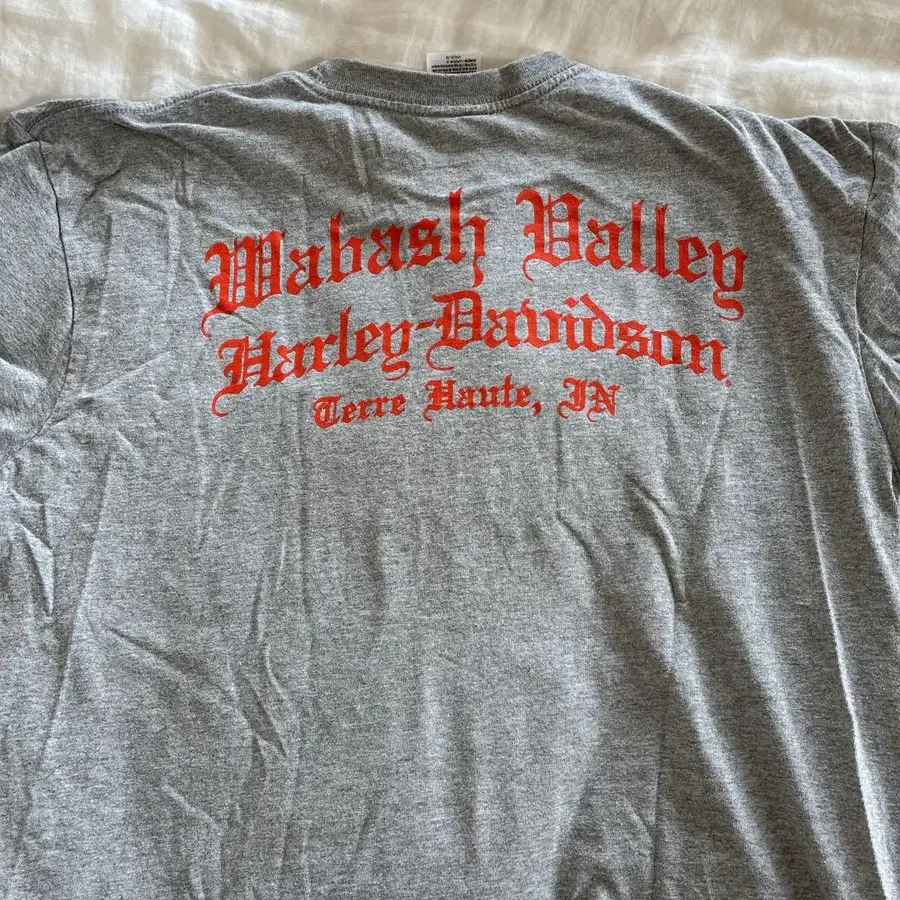 Wabash Valley
Harley-Davidson®
Terre Haute, IN